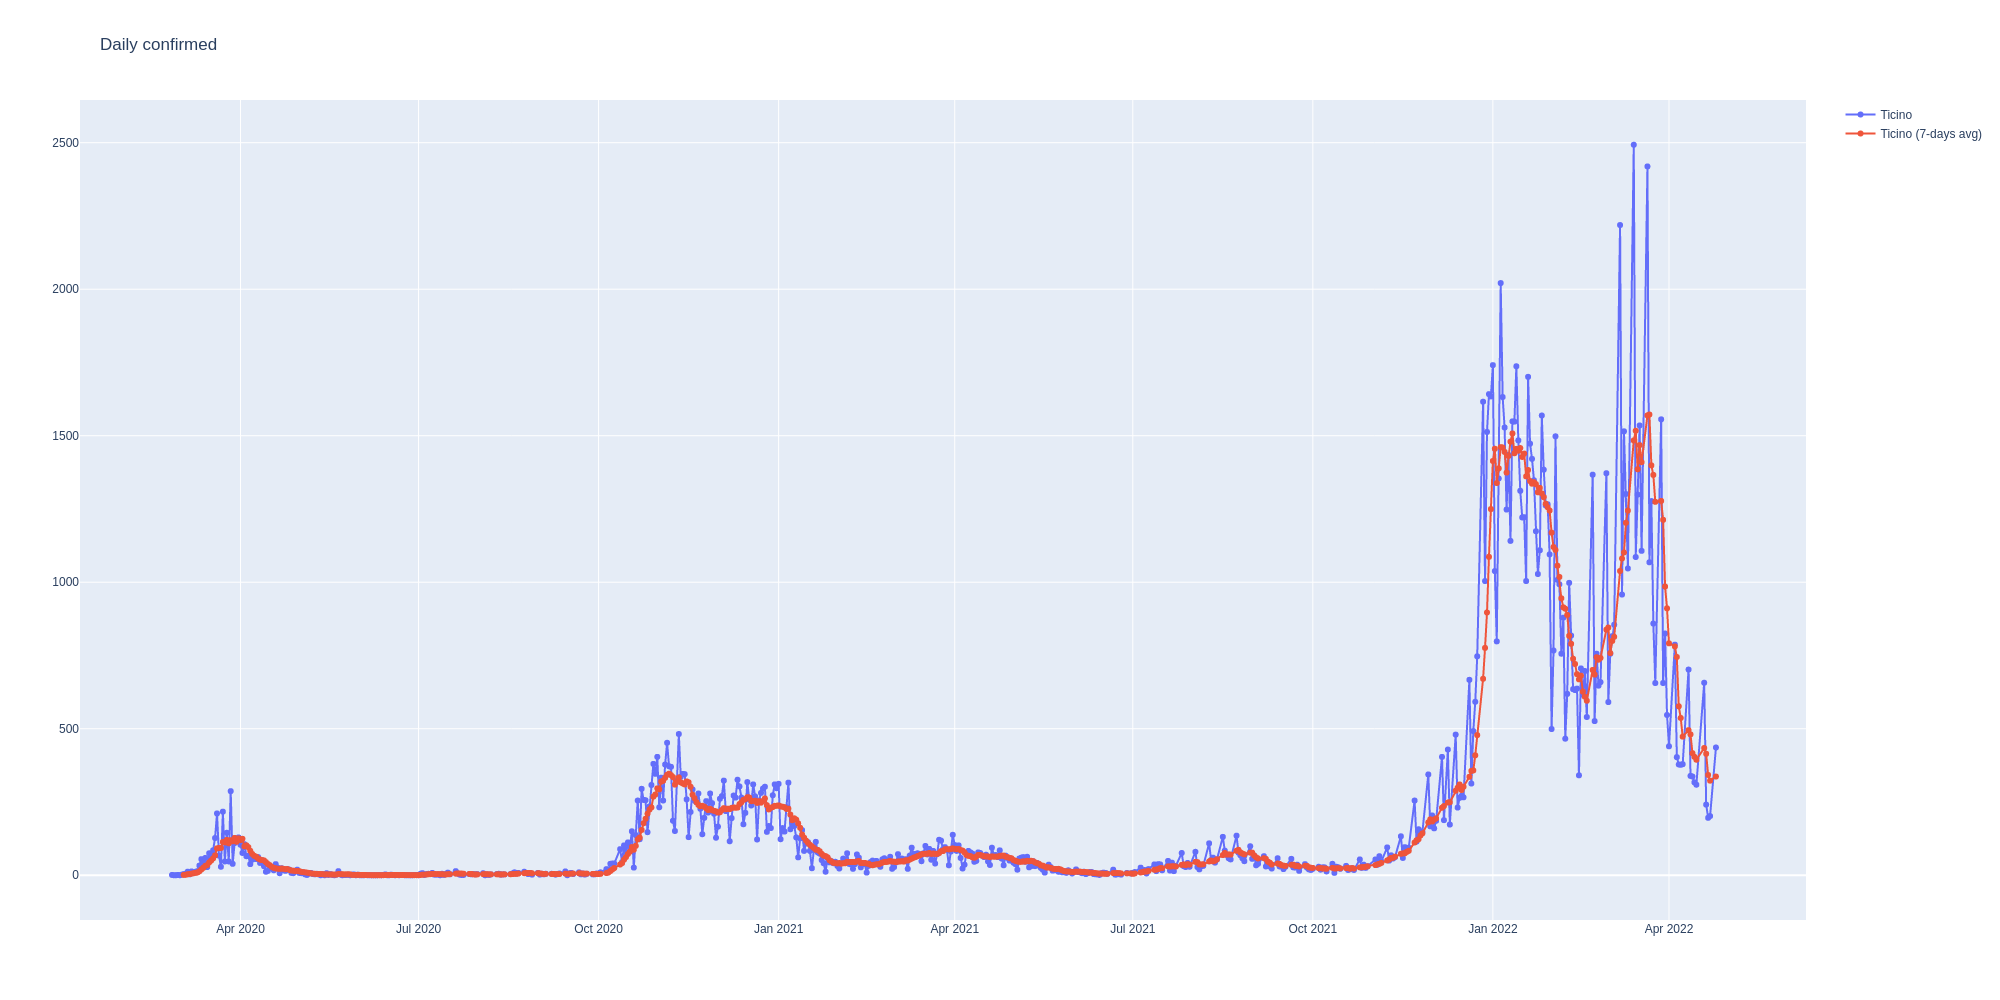 Daily confirmed
Ticino
Ticino (7-days avg)
2500
2000
1500
1000
500
0
Apr 2020
Jul 2020
Oct 2020
Jan 2021
Apr 2021
Jul 2021
Oct 2021
Jan 2022
Apr 2022